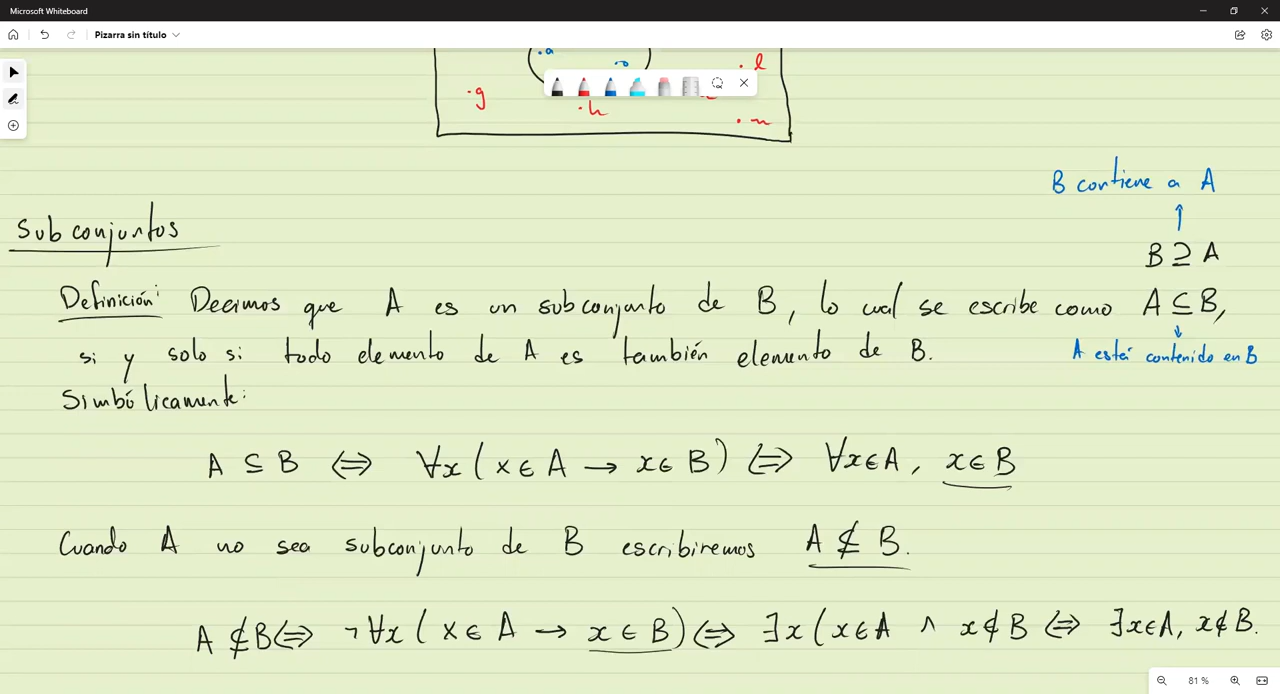 Microsoft Whiteboard
Pizarra sin título
.a
.o
.l
.g
.h
.m
B contiene a A
↑
Subconjuntos
B ⊇ A
Definición: Decimos que A es un subconjunto de B, lo cual se escribe como A ⊆ B,
↓
si y solo si todo elemento de A es también elemento de B.
A está contenido en B
Simbólicamente:
A ⊆ B ⇔ ∀x (x ∈ A → x ∈ B) ⇔ ∀x∈A, x ∈ B
Cuando A no sea subconjunto de B escribiremos A ⊈ B.
A ⊈ B ⇔ ¬∀x (x ∈ A → x ∈ B) ⇔ ∃x (x ∈ A ∧ x ∉ B ⇔ ∃x∈A, x ∉ B.
81 %